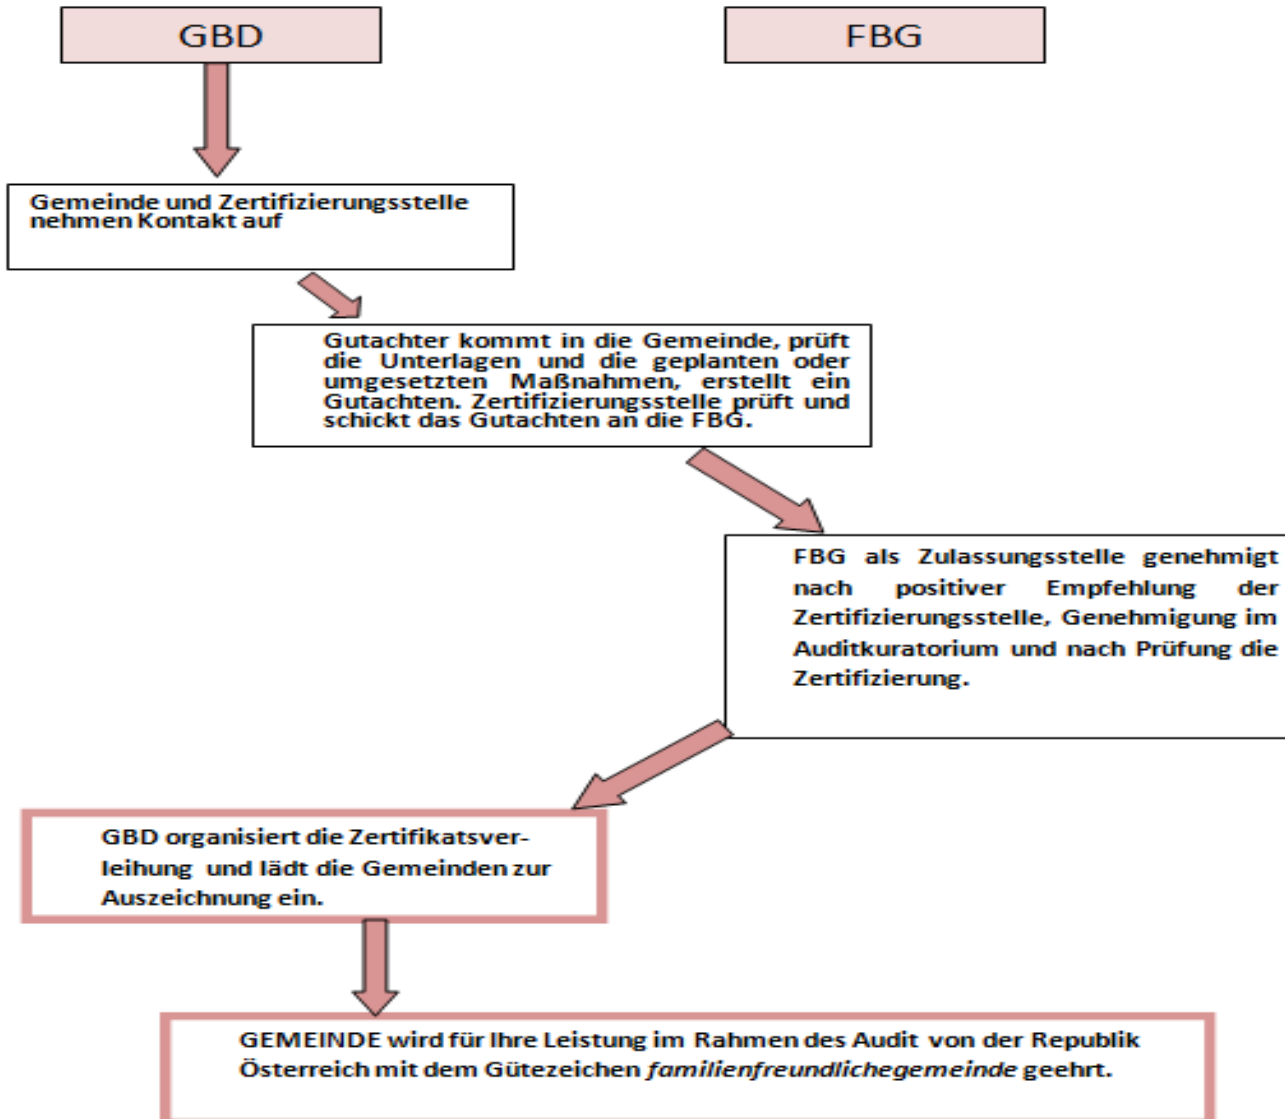 GBD
FBG
Gemeinde und Zertifizierungsstelle
nehmen Kontakt auf
Gutachter kommt in die Gemeinde, prüft
die Unterlagen und die geplanten oder
umgesetzten Maßnahmen, erstellt ein
Gutachten. Zertifizierungsstelle prüft und
schickt das Gutachten an die FBG.
FBG als Zulassungsstelle genehmigt
nach positiver Empfehlung der
Zertifizierungsstelle, Genehmigung im
Auditkuratorium und nach Prüfung die
Zertifizierung.
GBD organisiert die Zertifikatsver-
leihung und lädt die Gemeinden zur
Auszeichnung ein.
GEMEINDE wird für Ihre Leistung im Rahmen des Audit von der Republik
Österreich mit dem Gütezeichen familienfreundlichegemeinde geehrt.